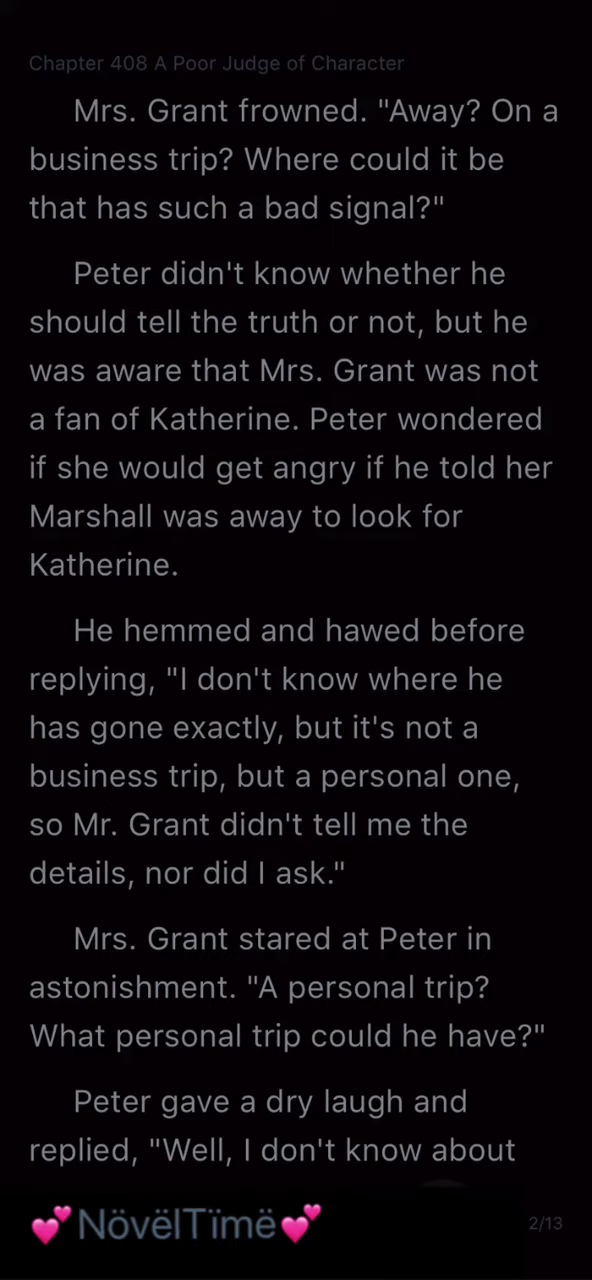 Chapter 408 A Poor Judge of Character
Mrs. Grant frowned. "Away? On a
business trip? Where could it be
that has such a bad signal?"
Peter didn't know whether he
should tell the truth or not, but he
was aware that Mrs. Grant was not
a fan of Katherine. Peter wondered
if she would get angry if he told her
Marshall was away to look for
Katherine.
He hemmed and hawed before
replying, "I don't know where he
has gone exactly, but it's not a
business trip, but a personal one,
so Mr. Grant didn't tell me the
details, nor did I ask."
Mrs. Grant stared at Peter in
astonishment. "A personal trip?
What personal trip could he have?"
Peter gave a dry laugh and
replied, "Well, I don't know about
💕NövëlTïmë💕
2/13